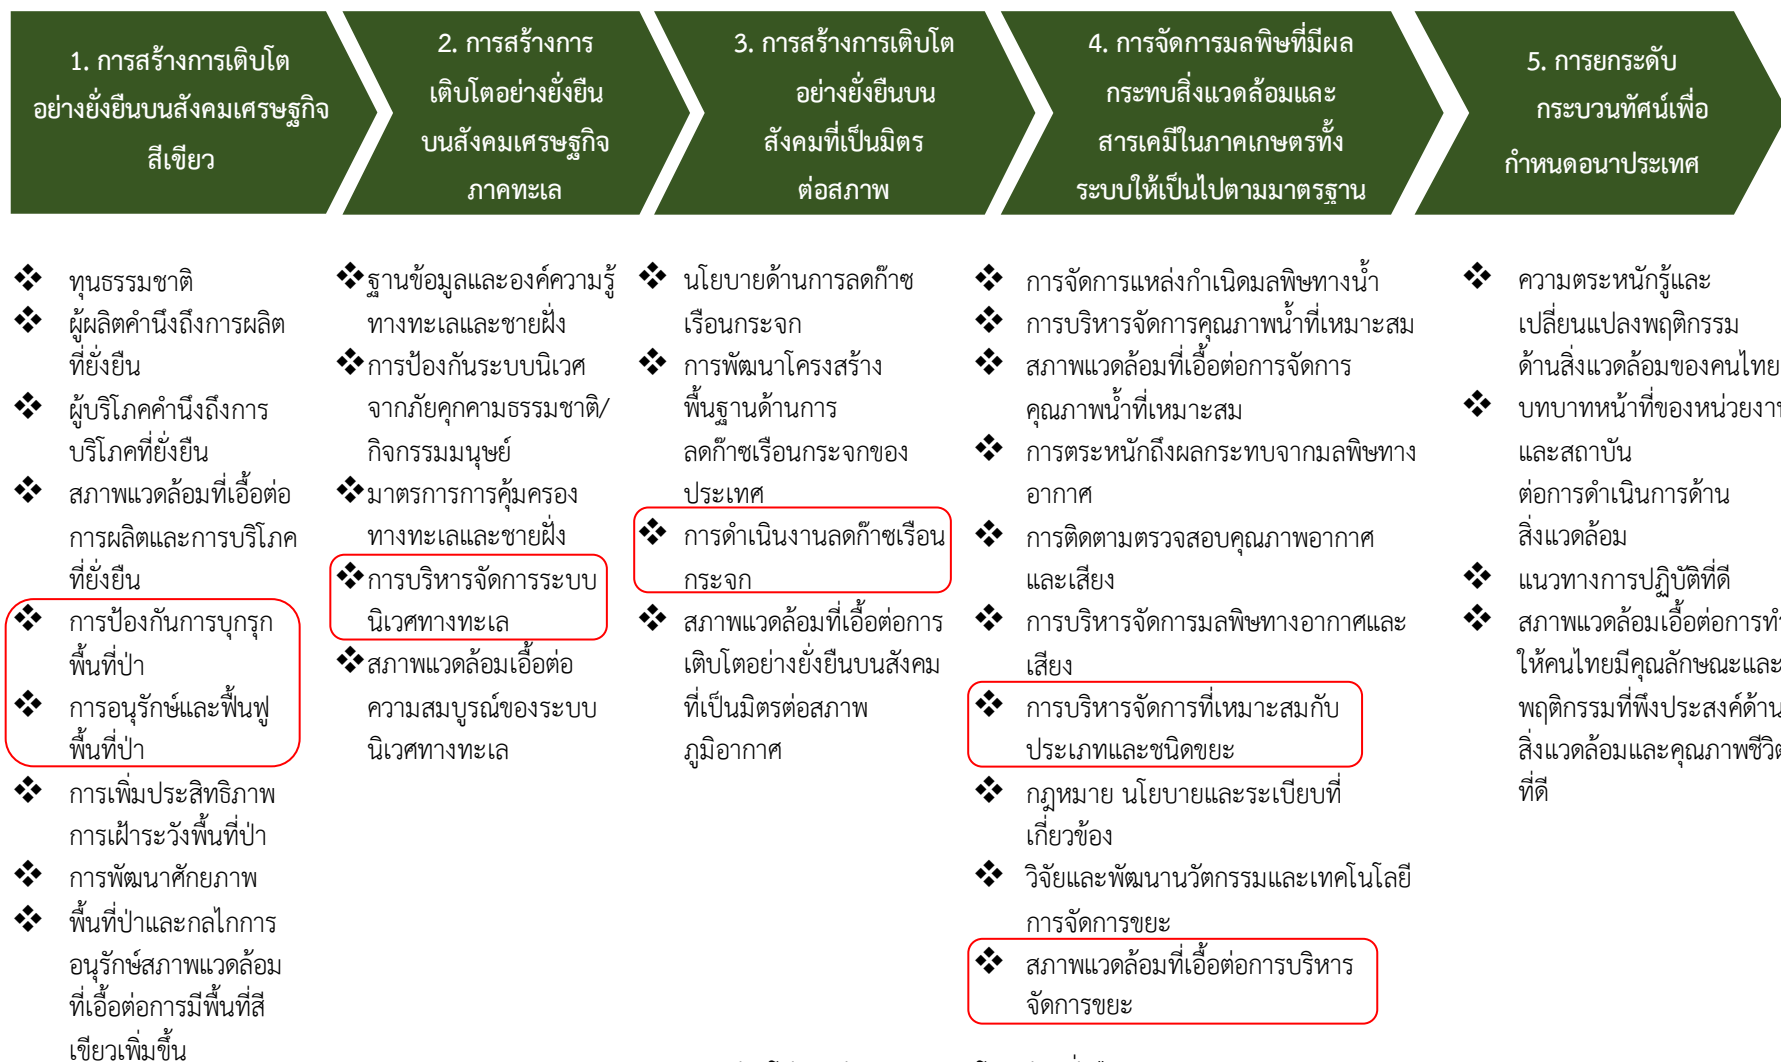 1. การสร้างการเติบโต
อย่างยั่งยืนบนสังคมเศรษฐกิจ
สีเขียว
2. การสร้างการ
เติบโตอย่างยั่งยืน
บนสังคมเศรษฐกิจ
ภาคทะเล
3. การสร้างการเติบโต
อย่างยั่งยืนบน
สังคมที่เป็นมิตร
ต่อสภาพ
4. การจัดการมลพิษที่มีผล
กระทบสิ่งแวดล้อมและ
สารเคมีในภาคเกษตรทั้ง
ระบบให้เป็นไปตามมาตรฐาน
5. การยกระดับ
กระบวนทัศน์เพื่อ
กำหนดอนาประเทศ
❖ ทุนธรรมชาติ
❖ ผู้ผลิตคำนึงถึงการผลิต
ที่ยั่งยืน
❖ ผู้บริโภคคำนึงถึงการ
บริโภคที่ยั่งยืน
❖ สภาพแวดล้อมที่เอื้อต่อ
การผลิตและการบริโภค
ที่ยั่งยืน
❖ การป้องกันการบุกรุก
พื้นที่ป่า
❖ การอนุรักษ์และฟื้นฟู
พื้นที่ป่า
❖ การเพิ่มประสิทธิภาพ
การเฝ้าระวังพื้นที่ป่า
❖ การพัฒนาศักยภาพ
❖ พื้นที่ป่าและกลไกการ
อนุรักษ์สภาพแวดล้อม
ที่เอื้อต่อการมีพื้นที่สี
เขียวเพิ่มขึ้น
❖ ฐานข้อมูลและองค์ความรู้
ทางทะเลและชายฝั่ง
❖ การป้องกันระบบนิเวศ
จากภัยคุกคามธรรมชาติ/
กิจกรรมมนุษย์
❖ มาตรการการคุ้มครอง
ทางทะเลและชายฝั่ง
❖ การบริหารจัดการระบบ
นิเวศทางทะเล
❖ สภาพแวดล้อมเอื้อต่อ
ความสมบูรณ์ของระบบ
นิเวศทางทะเล
❖ นโยบายด้านการลดก๊าซ
เรือนกระจก
❖ การพัฒนาโครงสร้าง
พื้นฐานด้านการ
ลดก๊าซเรือนกระจกของ
ประเทศ
❖ การดำเนินงานลดก๊าซเรือน
กระจก
❖ สภาพแวดล้อมที่เอื้อต่อการ
เติบโตอย่างยั่งยืนบนสังคม
ที่เป็นมิตรต่อสภาพ
ภูมิอากาศ
❖ การจัดการแหล่งกำเนิดมลพิษทางน้ำ
❖ การบริหารจัดการคุณภาพน้ำที่เหมาะสม
❖ สภาพแวดล้อมที่เอื้อต่อการจัดการ
คุณภาพน้ำที่เหมาะสม
❖ การตระหนักถึงผลกระทบจากมลพิษทาง
อากาศ
❖ การติดตามตรวจสอบคุณภาพอากาศ
และเสียง
❖ การบริหารจัดการมลพิษทางอากาศและ
เสียง
❖ การบริหารจัดการที่เหมาะสมกับ
ประเภทและชนิดขยะ
❖ กฎหมาย นโยบายและระเบียบที่
เกี่ยวข้อง
❖ วิจัยและพัฒนานวัตกรรมและเทคโนโลยี
การจัดการขยะ
❖ สภาพแวดล้อมที่เอื้อต่อการบริหาร
จัดการขยะ
❖ ความตระหนักรู้และ
เปลี่ยนแปลงพฤติกรรม
ด้านสิ่งแวดล้อมของคนไทย
❖ บทบาทหน้าที่ของหน่วยงาน
และสถาบัน
ต่อการดำเนินการด้าน
สิ่งแวดล้อม
❖ แนวทางการปฏิบัติที่ดี
❖ สภาพแวดล้อมเอื้อต่อการทำ
ให้คนไทยมีคุณลักษณะและ
พฤติกรรมที่พึงประสงค์ด้าน
สิ่งแวดล้อมและคุณภาพชีวิต
ที่ดี